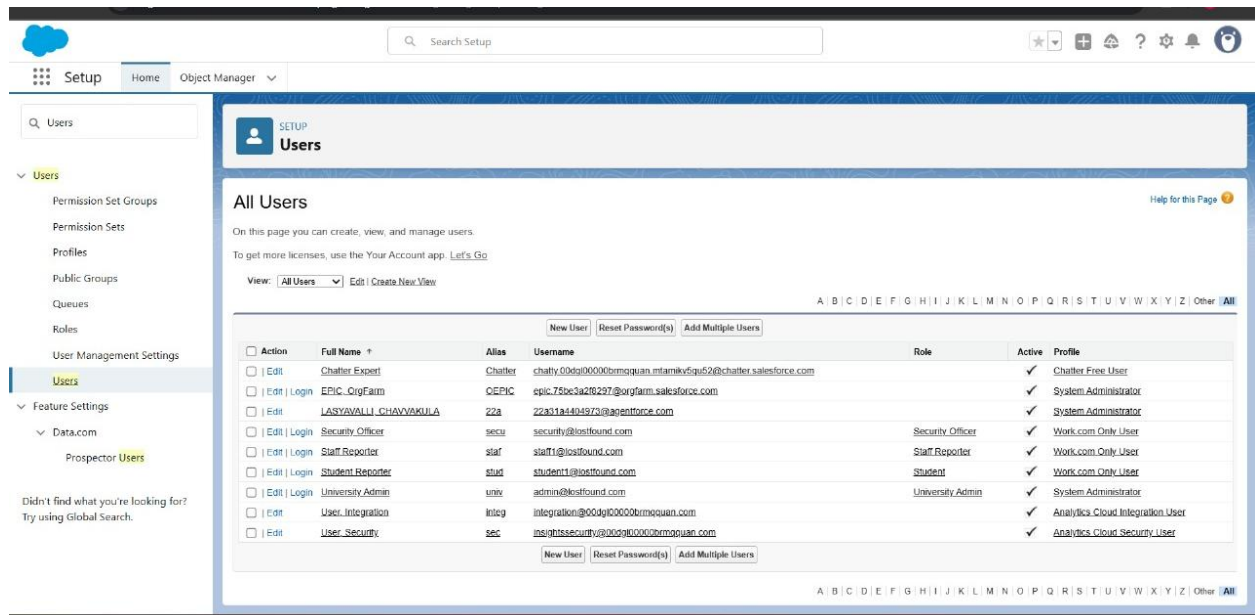 Search Setup
Setup Home Object Manager
Users
Users
Permission Set Groups
Permission Sets
Profiles
Public Groups
Queues
Roles
User Management Settings
Users
Feature Settings
Data.com
Prospector Users
Didn't find what you're looking for?
Try using Global Search.
SETUP
Users
All Users
Help for this Page
On this page you can create, view, and manage users.
To get more licenses, use the Your Account app. Let's Go
View: All Users Edit | Create New View
A | B | C | D | E | F | G | H | I | J | K | L | M | N | O | P | Q | R | S | T | U | V | W | X | Y | Z | Other All
New User Reset Password(s) Add Multiple Users
Action Full Name ↑ Alias Username Role Active Profile
| Edit Chatter Expert Chatter Chatter Free User
| Edit | Login EPIC, OrgFarm OEPIC epic.75be3a2f8297@orgfarm.salesforce.com ✓ System Administrator
| Edit LASYAVALLI, CHAVVAKULA 22a 22a31a4404973@agentforce.com ✓ System Administrator
| Edit | Login Security Officer secu security@lostfound.com Security Officer ✓ Work.com Only User
| Edit | Login Staff Reporter staf staff1@lostfound.com Staff Reporter ✓ Work.com Only User
| Edit | Login Student Reporter stud student1@lostfound.com Student ✓ Work.com Only User
| Edit | Login University Admin univ admin@lostfound.com University Admin ✓ System Administrator
| Edit User, Integration integ ✓ Analytics Cloud Integration User
| Edit User, Security sec ✓ Analytics Cloud Security User
New User Reset Password(s) Add Multiple Users
A | B | C | D | E | F | G | H | I | J | K | L | M | N | O | P | Q | R | S | T | U | V | W | X | Y | Z | Other All